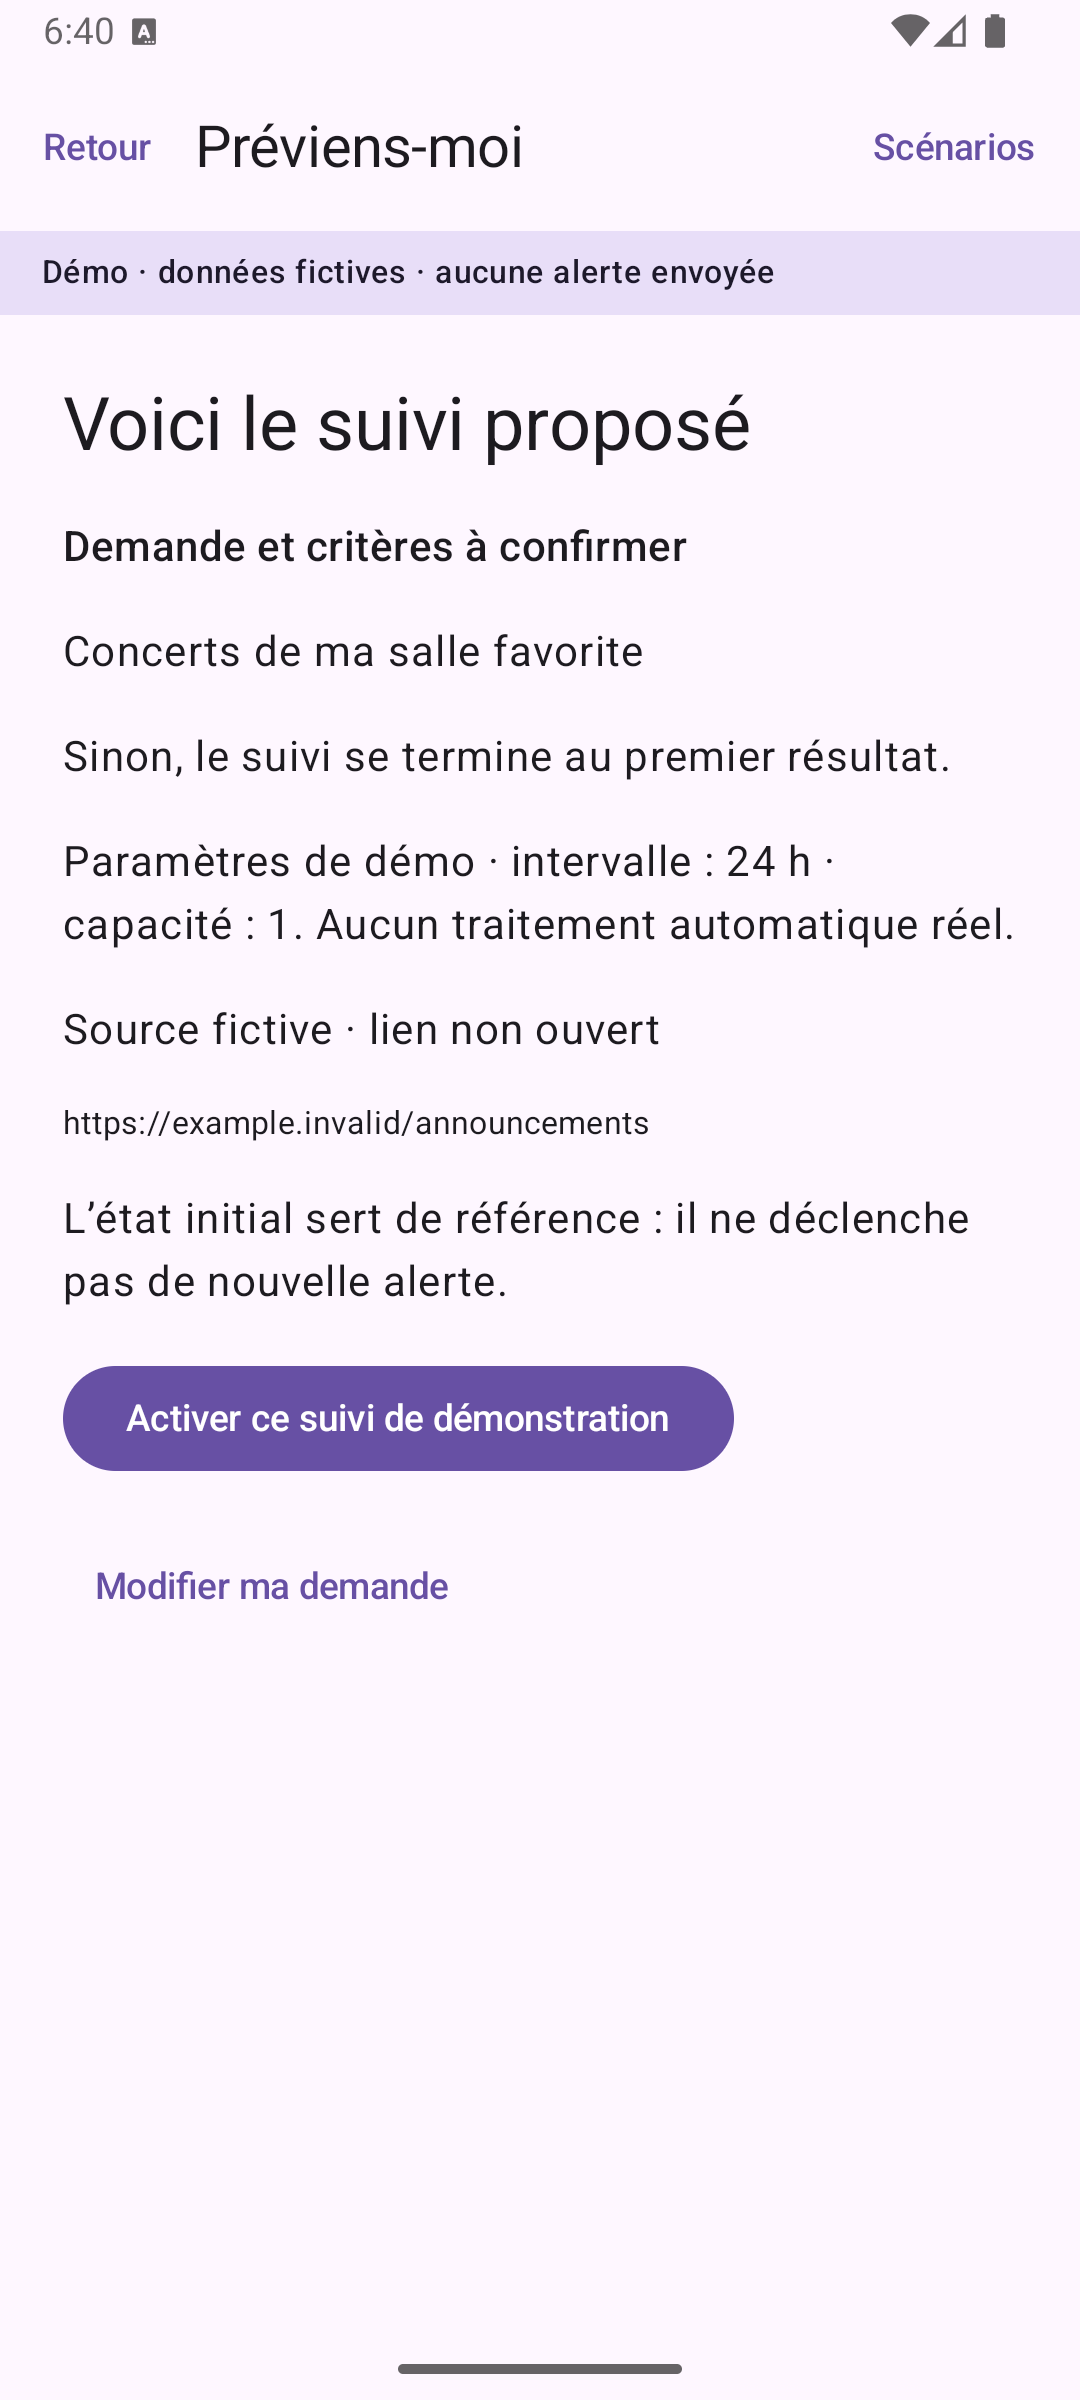 6:40
Retour Préviens-moi Scénarios
Démo · données fictives · aucune alerte envoyée
Voici le suivi proposé
Demande et critères à confirmer
Concerts de ma salle favorite
Sinon, le suivi se termine au premier résultat.
Paramètres de démo · intervalle : 24 h ·
capacité : 1. Aucun traitement automatique réel.
Source fictive · lien non ouvert
https://example.invalid/announcements
L’état initial sert de référence : il ne déclenche
pas de nouvelle alerte.
Activer ce suivi de démonstration
Modifier ma demande